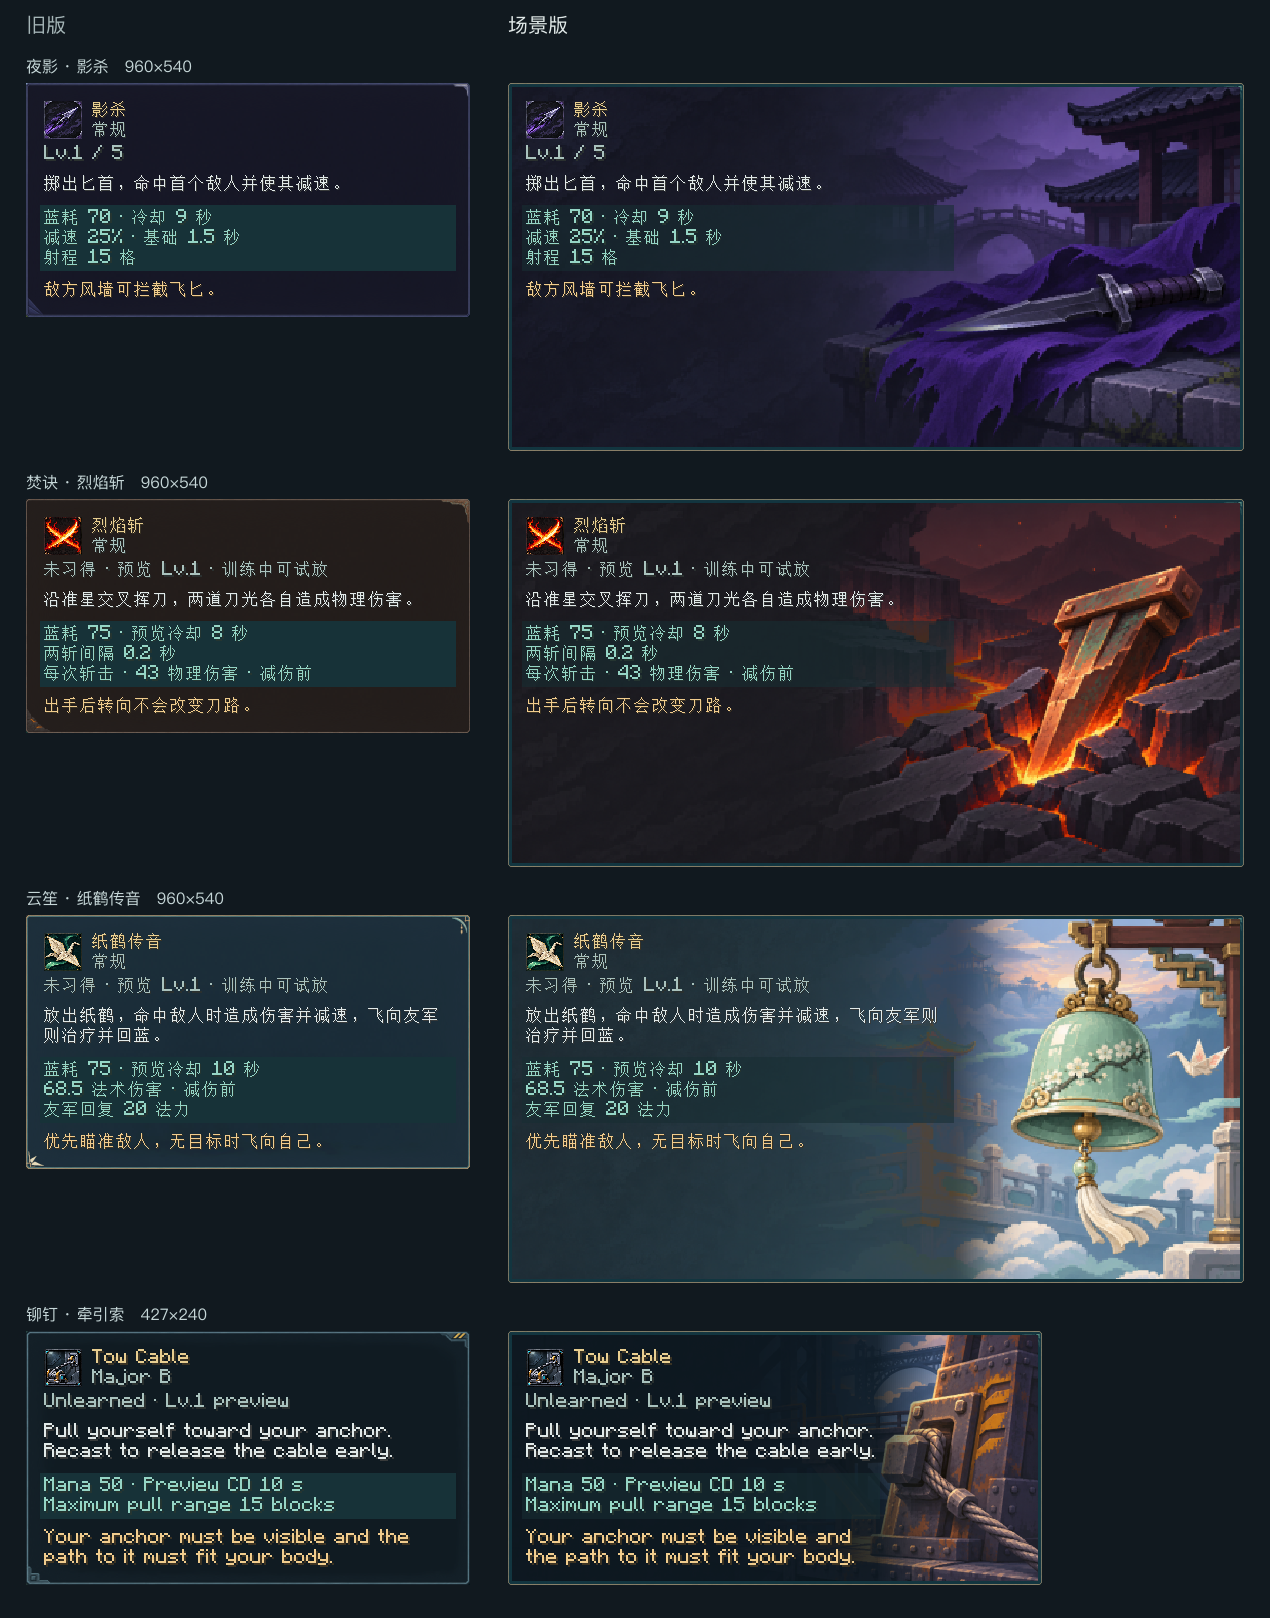 旧版
场景版
夜影 · 影杀 960×540
影杀
常规
Lv.1 / 5
掷出匕首，命中首个敌人并使其减速。
蓝耗 70 · 冷却 9 秒
减速 25% · 基础 1.5 秒
射程 15 格
敌方风墙可拦截飞匕。
影杀
常规
Lv.1 / 5
掷出匕首，命中首个敌人并使其减速。
蓝耗 70 · 冷却 9 秒
减速 25% · 基础 1.5 秒
射程 15 格
敌方风墙可拦截飞匕。
焚诀 · 烈焰斩 960×540
烈焰斩
常规
未习得 · 预览 Lv.1 · 训练中可试放
沿准星交叉挥刀，两道刀光各自造成物理伤害。
蓝耗 75 · 预览冷却 8 秒
两斩间隔 0.2 秒
每次斩击 · 43 物理伤害 · 减伤前
出手后转向不会改变刀路。
烈焰斩
常规
未习得 · 预览 Lv.1 · 训练中可试放
沿准星交叉挥刀，两道刀光各自造成物理伤害。
蓝耗 75 · 预览冷却 8 秒
两斩间隔 0.2 秒
每次斩击 · 43 物理伤害 · 减伤前
出手后转向不会改变刀路。
云笙 · 纸鹤传音 960×540
纸鹤传音
常规
未习得 · 预览 Lv.1 · 训练中可试放
放出纸鹤，命中敌人时造成伤害并减速，飞向友军
则治疗并回蓝。
蓝耗 75 · 预览冷却 10 秒
68.5 法术伤害 · 减伤前
友军回复 20 法力
优先瞄准敌人，无目标时飞向自己。
纸鹤传音
常规
未习得 · 预览 Lv.1 · 训练中可试放
放出纸鹤，命中敌人时造成伤害并减速，飞向友军则
治疗并回蓝。
蓝耗 75 · 预览冷却 10 秒
68.5 法术伤害 · 减伤前
友军回复 20 法力
优先瞄准敌人，无目标时飞向自己。
铆钉 · 牵引索 427×240
Tow Cable
Major B
Unlearned · Lv.1 preview
Pull yourself toward your anchor.
Recast to release the cable early.
Mana 50 · Preview CD 10 s
Maximum pull range 15 blocks
Your anchor must be visible and the
path to it must fit your body.
Tow Cable
Major B
Unlearned · Lv.1 preview
Pull yourself toward your anchor.
Recast to release the cable early.
Mana 50 · Preview CD 10 s
Maximum pull range 15 blocks
Your anchor must be visible and
the path to it must fit your body.